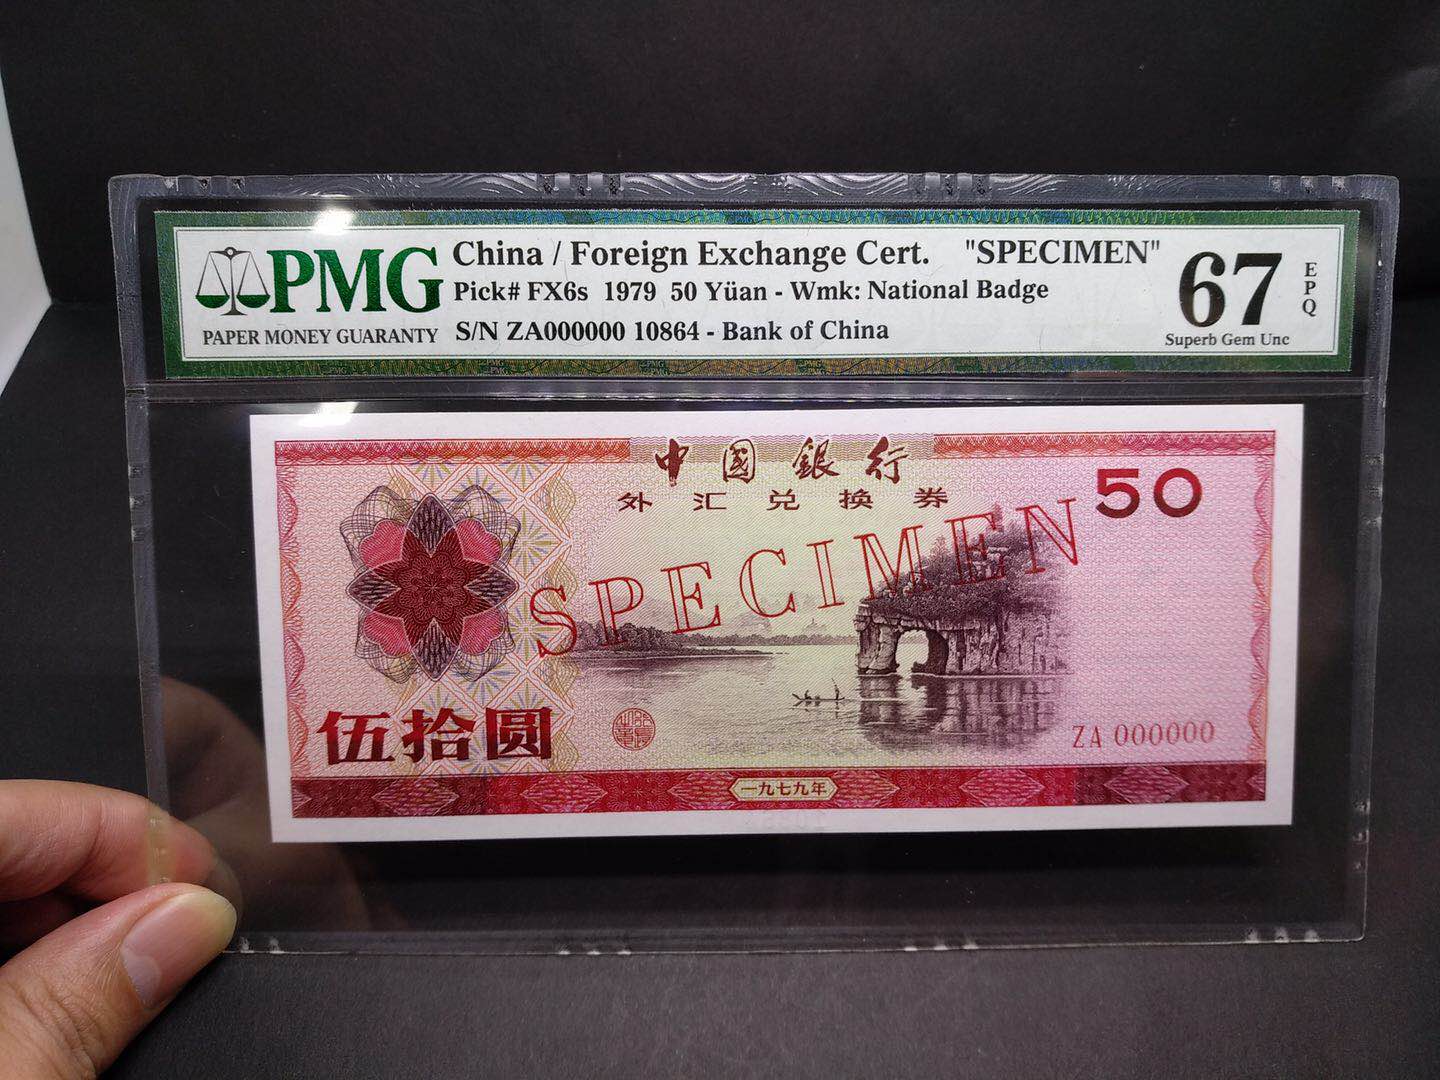 PMG
PAPER MONEY GUARANTY
China / Foreign Exchange Cert. "SPECIMEN"
Pick# FX6s 1979 50 Yüan - Wmk: National Badge
S/N ZA000000 10864 - Bank of China
67
EPQ
Superb Gem Unc
中國銀行
外汇兑换券
50
SPECIMEN
伍拾圆
ZA 000000
一九七九年